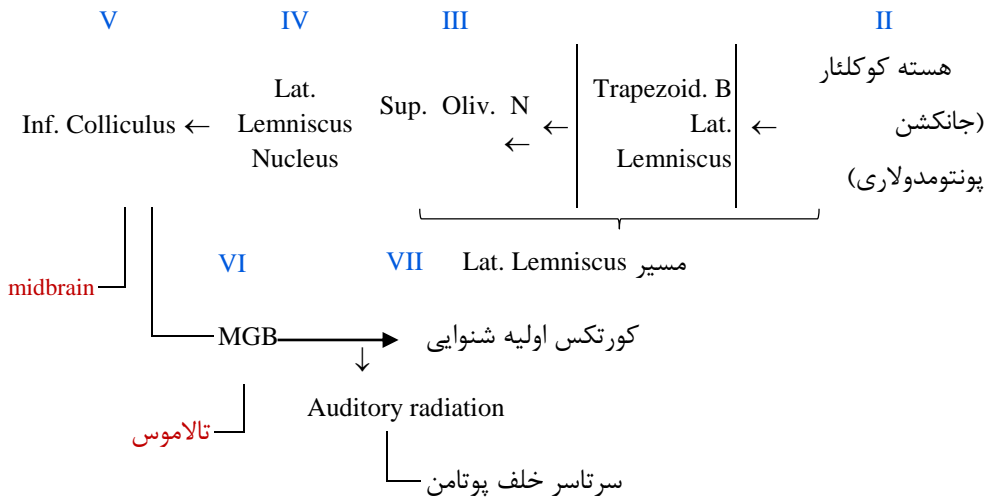 V IV III II
هسته کوکلئار
(جانکشن
پونتومدولاری)
←
Trapezoid. B
Lat.
Lemniscus
←
←
Sup. Oliv. N
Lat.
Lemniscus
Nucleus
←
Inf. Colliculus
مسیر Lat. Lemniscus
VI VII
midbrain
MGB
کورتکس اولیه شنوایی
↓
Auditory radiation
تالاموس
سرتاسر خلف پوتامن